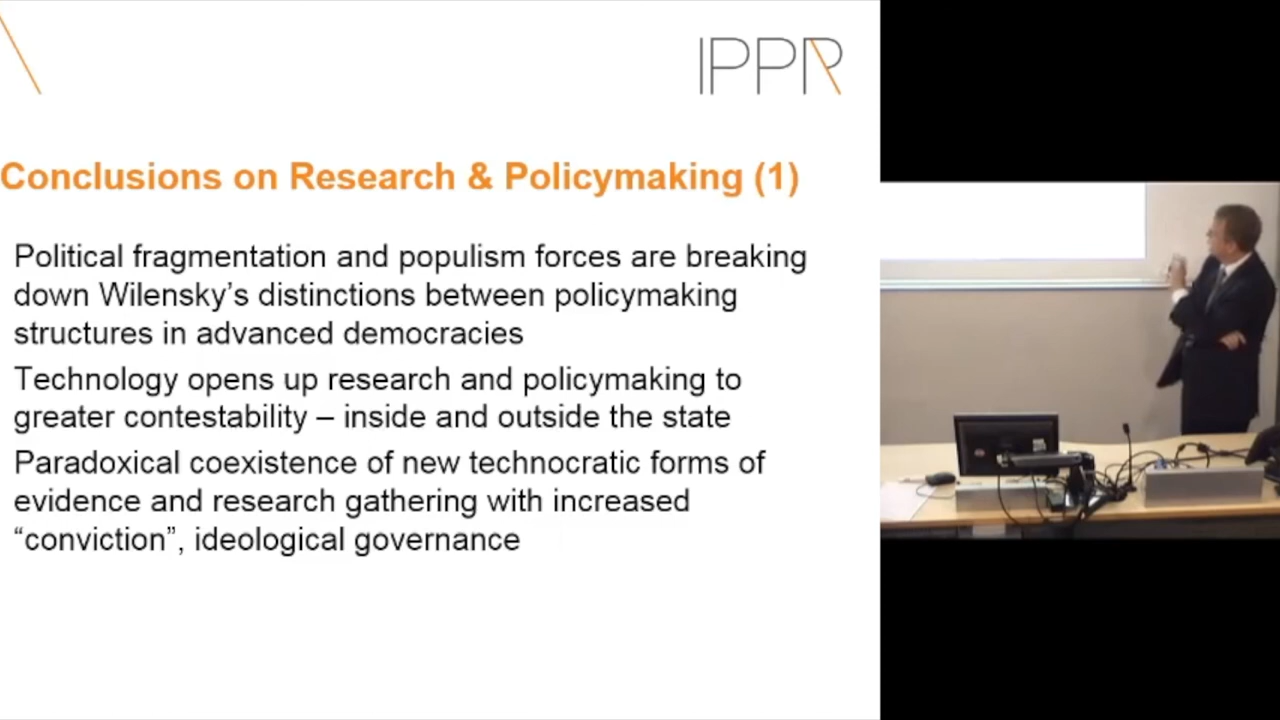 IPPR
Conclusions on Research & Policymaking (1)
Political fragmentation and populism forces are breaking
down Wilensky’s distinctions between policymaking
structures in advanced democracies
Technology opens up research and policymaking to
greater contestability – inside and outside the state
Paradoxical coexistence of new technocratic forms of
evidence and research gathering with increased
“conviction”, ideological governance